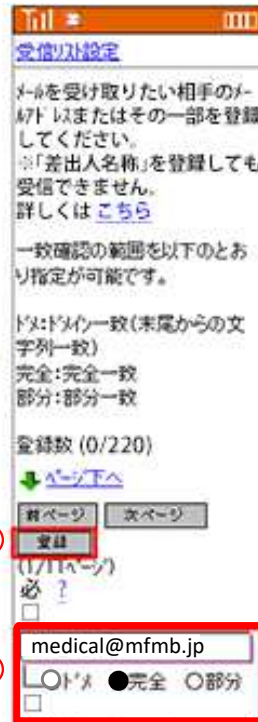 受信リスト設定
メールを受け取りたい相手のメー
ルアドレスまたはその一部を登録
してください。
※「差出人名称」を登録しても
受信できません。
詳しくは こちら
一致確認の範囲を以下のとお
り指定が可能です。
ドメ:ドメイン一致(末尾からの文
字列一致)
完全:完全一致
部分:部分一致
登録数 (0/220)
ページ下へ
前ページ 次ページ
登録
(1/11ページ)
必 ?
medical@mfmb.jp
ドメ 完全 部分